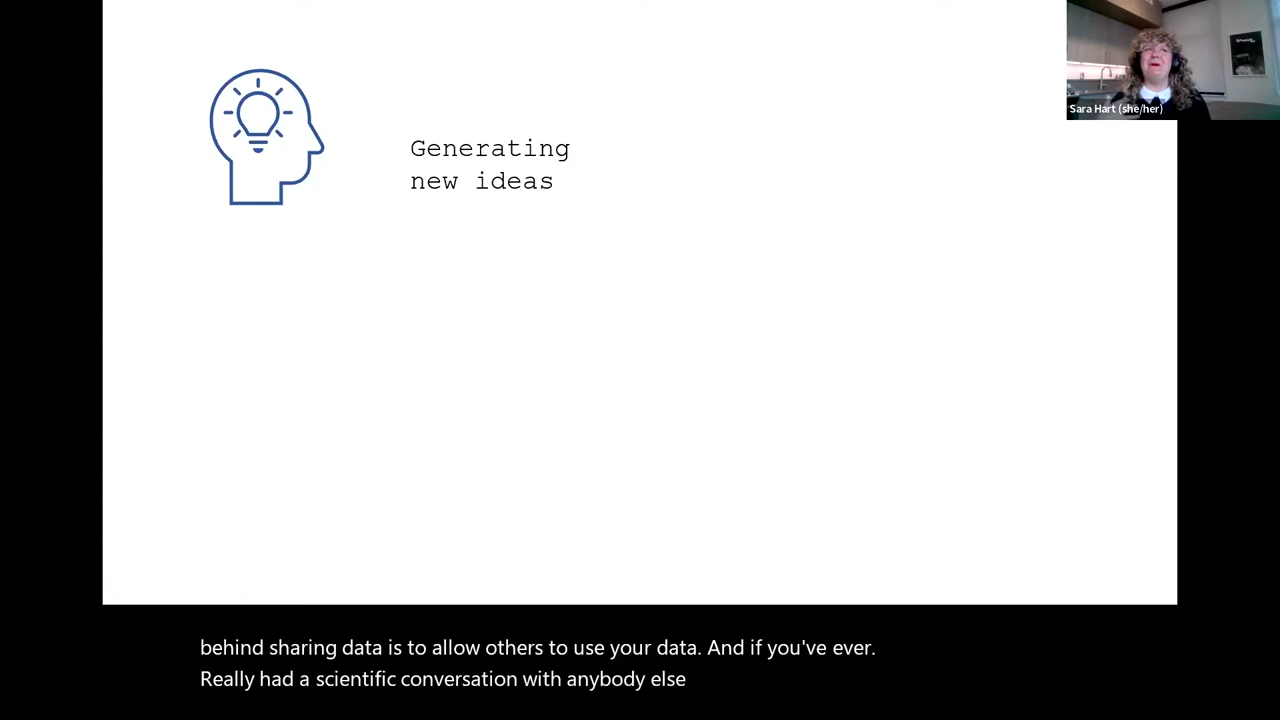 Sara Hart (she/her)
Generating
new ideas
behind sharing data is to allow others to use your data. And if you've ever.
Really had a scientific conversation with anybody else